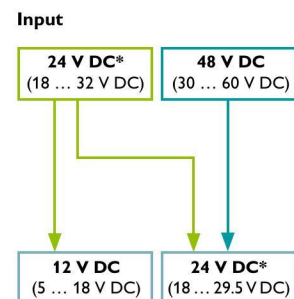 Input
24 V DC*
(18 … 32 V DC)
48 V DC
(30 … 60 V DC)
12 V DC
(5 … 18 V DC)
24 V DC*
(18 … 29.5 V DC)